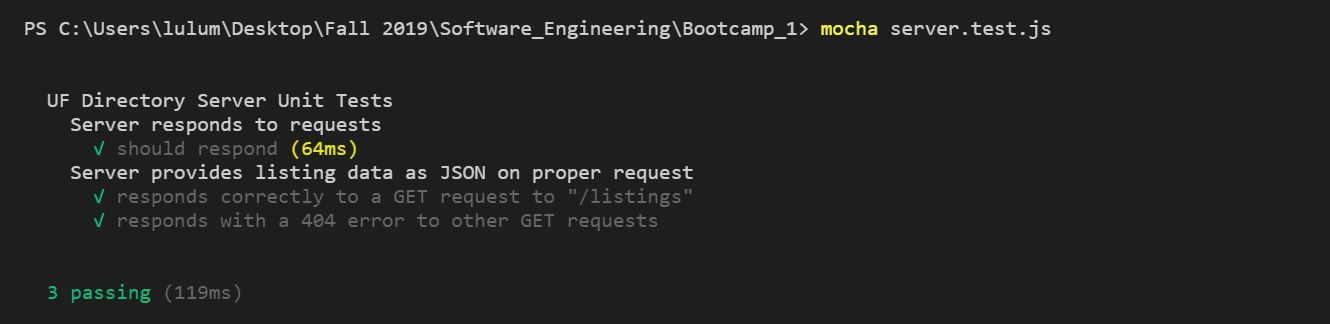 PS C:\Users\lulum\Desktop\Fall 2019\Software_Engineering\Bootcamp_1> mocha server.test.js
UF Directory Server Unit Tests
Server responds to requests
√ should respond (64ms)
Server provides listing data as JSON on proper request
√ responds correctly to a GET request to "/listings"
√ responds with a 404 error to other GET requests
3 passing (119ms)